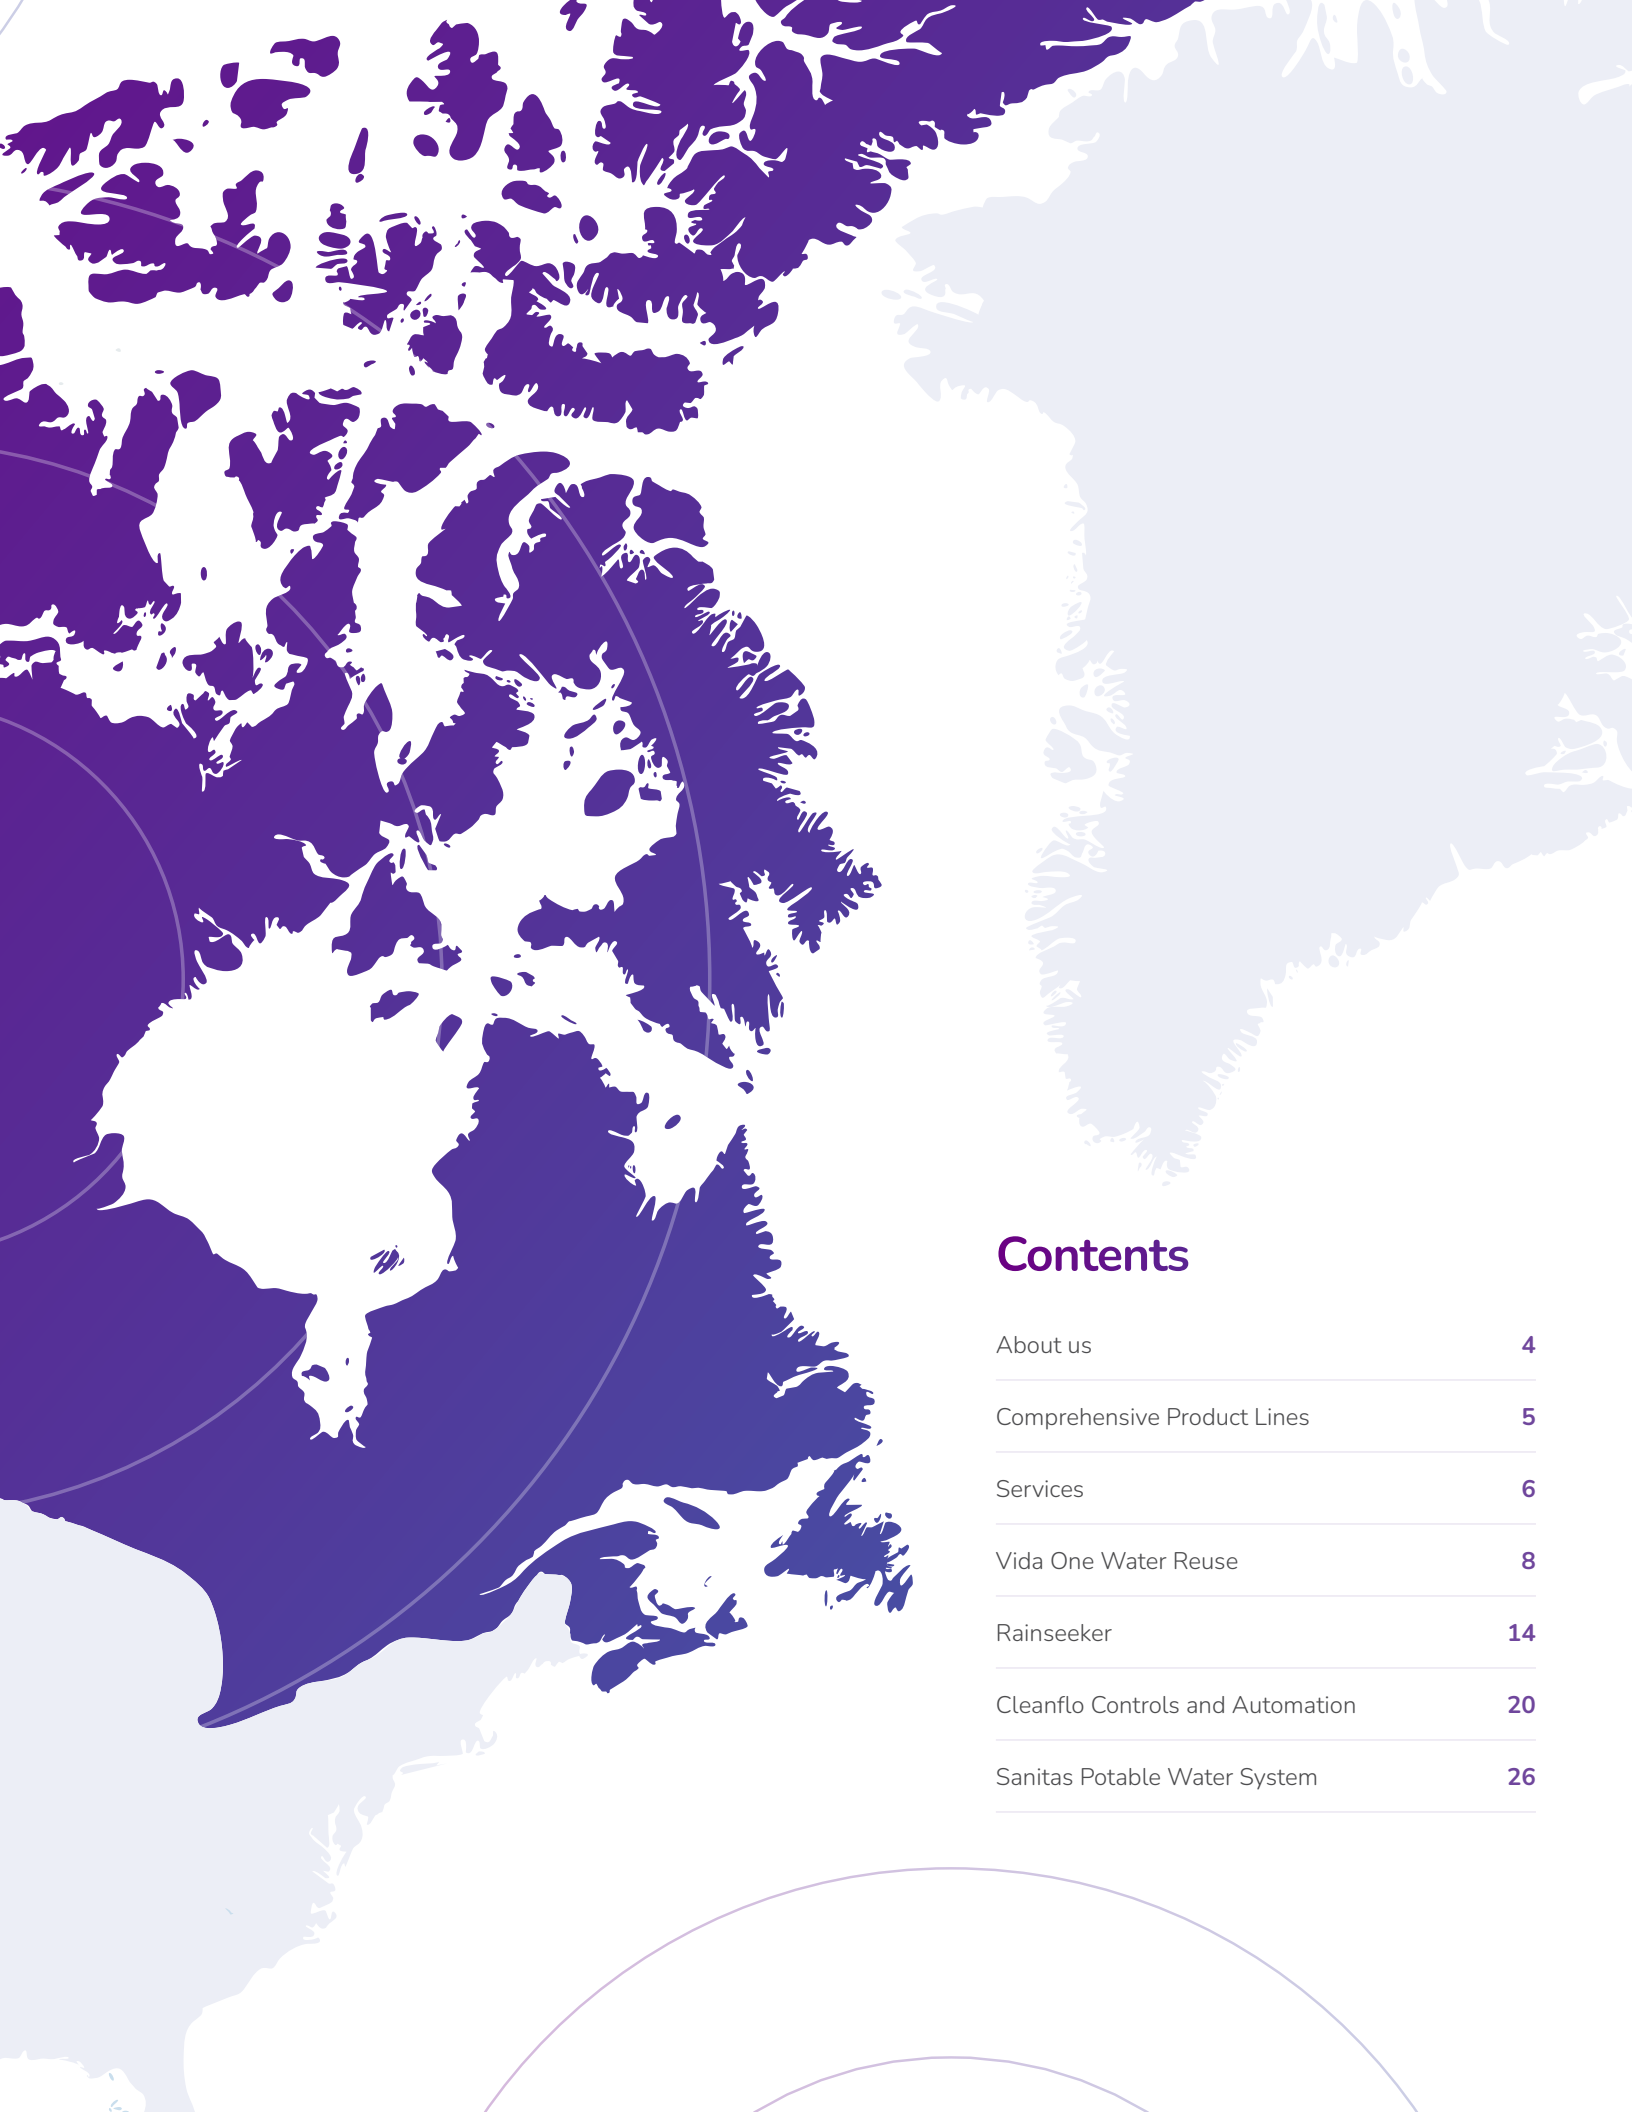 Contents
About us 4
Comprehensive Product Lines 5
Services 6
Vida One Water Reuse 8
Rainseeker 14
Cleanflo Controls and Automation 20
Sanitas Potable Water System 26